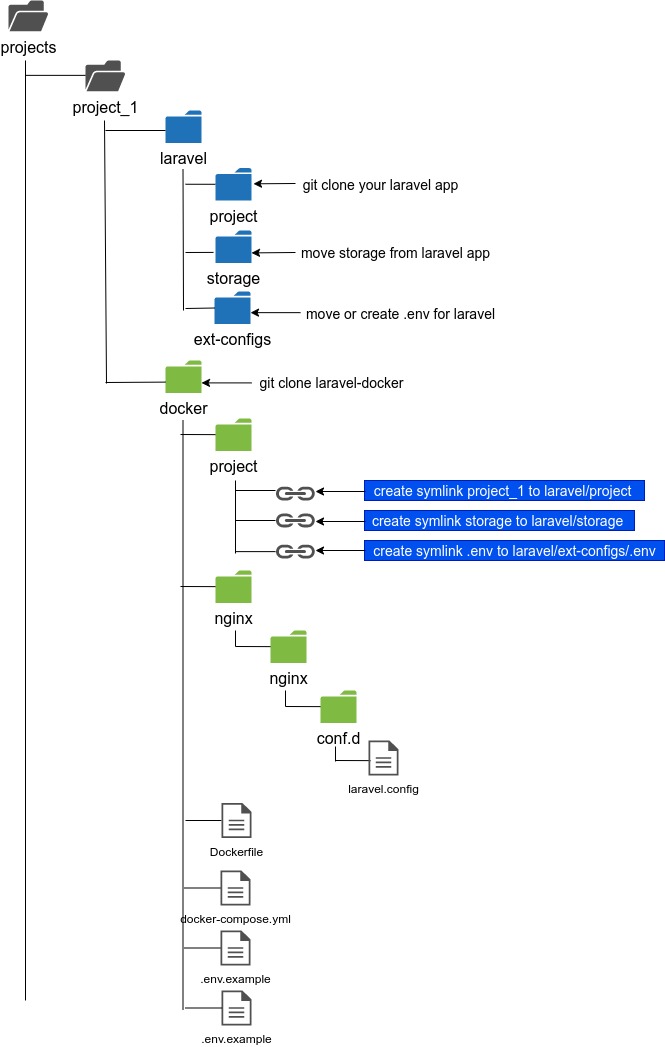 projects
project_1
laravel
project
git clone your laravel app
storage
move storage from laravel app
ext-configs
move or create .env for laravel
docker
git clone laravel-docker
project
create symlink project_1 to laravel/project
create symlink storage to laravel/storage
create symlink .env to laravel/ext-configs/.env
nginx
nginx
conf.d
laravel.config
Dockerfile
docker-compose.yml
.env.example
.env.example